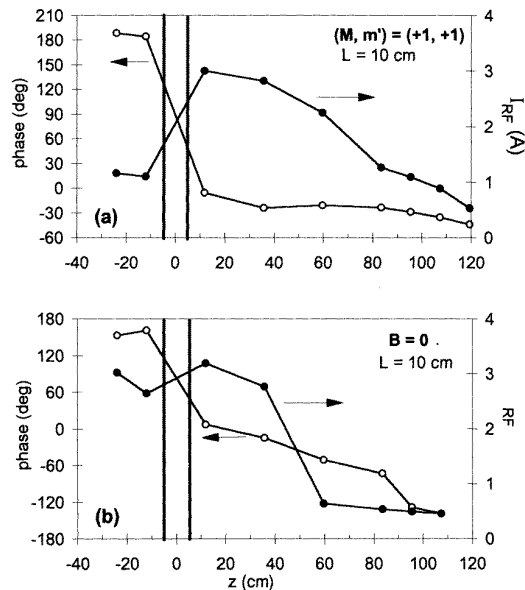 210
180
150
120
90
60
30
0
-30
-60
phase (deg)
(M, m') = (+1, +1)
L = 10 cm
(a)
4
3
2
1
0
I RF (A)
-40 -20 0 20 40 60 80 100 120
180
120
60
0
-60
-120
-180
phase (deg)
B = 0
L = 10 cm
(b)
4
3
2
1
0
RF
-40 -20 0 20 40 60 80 100 120
z (cm)